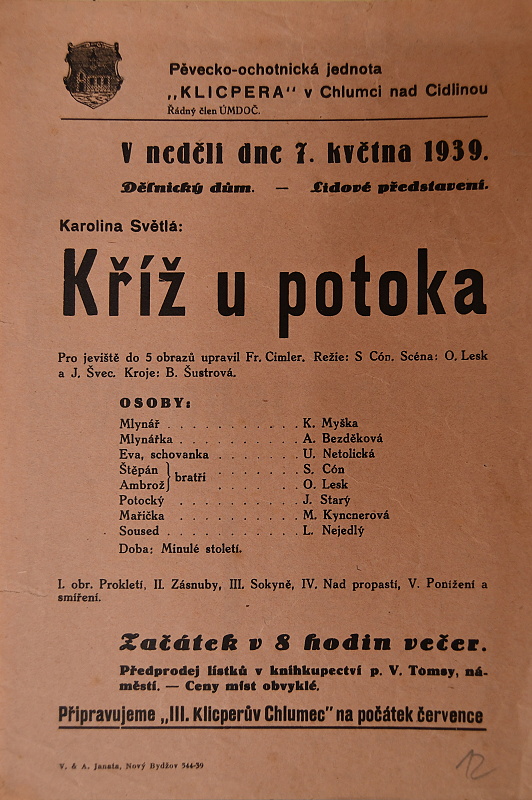 Pěvecko-ochotnická jednota
„KLICPERA" v Chlumci nad Cidlinou
Řádný člen ÚMDOČ.
V neděli dne 7. května 1939.
Dělnický dům. — Lidové představení.
Karolina Světlá:
Kříž u potoka
Pro jeviště do 5 obrazů upravil Fr. Cimler. Režie: S Cón. Scéna: O. Lesk
a J. Švec. Kroje: B. Šustrová.
OSOBY:
Mlynář . . . . . . . . . . . K. Myška
Mlynářka . . . . . . . . . . A. Bezděková
Eva, schovanka . . . . . . . U. Netolická
Štěpán } bratři . . . . . . . S. Cón
Ambrož } bratři . . . . . . . O. Lesk
Potocký . . . . . . . . . . J. Starý
Mařička . . . . . . . . . . M. Kyncnerová
Soused . . . . . . . . . . . L. Nejedlý
Doba: Minulé století.
I. obr. Prokletí, II. Zásnuby, III. Sokyně, IV. Nad propastí, V. Ponížení a
smíření.
Začátek v 8 hodin večer.
Předprodej lístků v knihkupectví p. V. Tomsy, ná-
městí. — Ceny míst obvyklé.
Připravujeme „III. Klicperův Chlumec" na počátek července
V. & A. Janata, Nový Bydžov 544-39
12